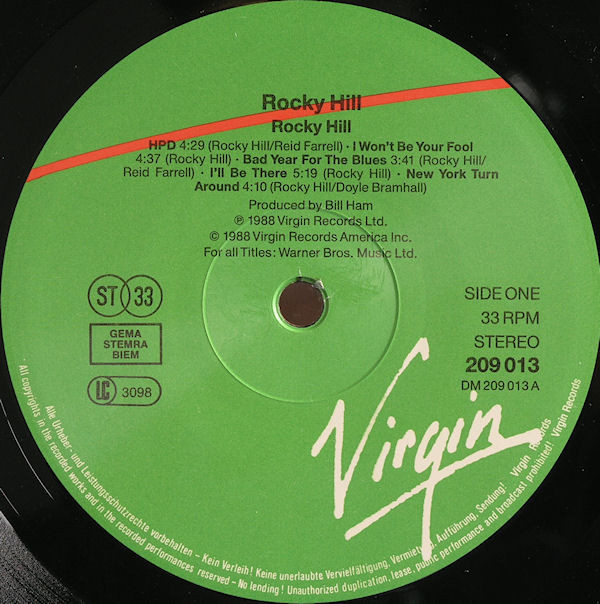 Rocky Hill
Rocky Hill
HPD 4:29 (Rocky Hill/Reid Farrell) · I Won't Be Your Fool
4:37 (Rocky Hill) · Bad Year For The Blues 3:41 (Rocky Hill/
Reid Farrell) · I'll Be There 5:19 (Rocky Hill) · New York Turn
Around 4:10 (Rocky Hill/Doyle Bramhall)
Produced by Bill Ham
℗ 1988 Virgin Records Ltd.
© 1988 Virgin Records America Inc.
For all Titles: Warner Bros. Music Ltd.
ST 33
GEMA
STEMRA
BIEM
LC 3098
SIDE ONE
33 RPM
STEREO
209 013
DM 209 013 A
Virgin
Alle Urheber- und Leistungsschutzrechte vorbehalten – Kein Verleih! Keine unerlaubte Vervielfältigung, Vermietung, Aufführung, Sendung! Virgin Records
All copyrights in the recorded works and in the recorded performances reserved – No lending! Unauthorized duplication, lease, public performance and broadcast prohibited! Virgin Records